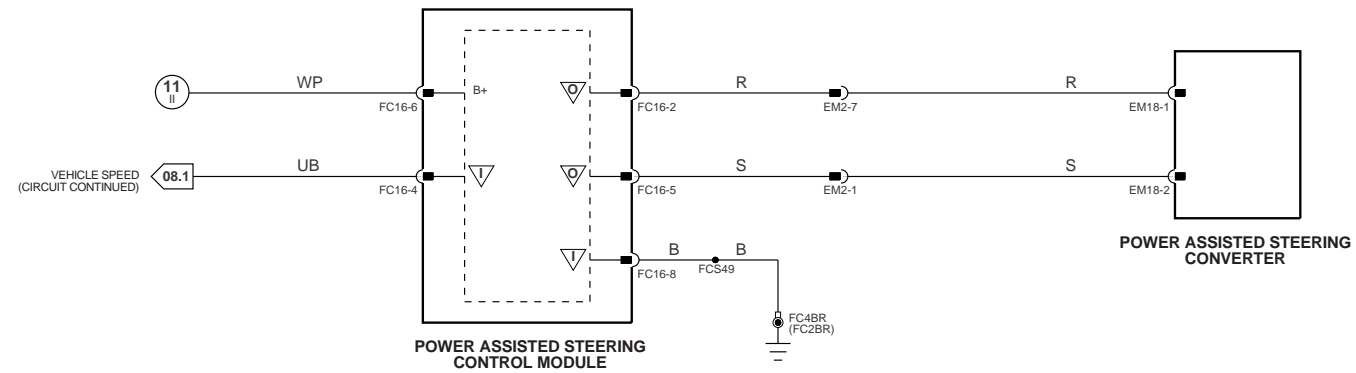 11
II
WP
FC16-6
B+
O
FC16-2
R
EM2-7
R
EM18-1
VEHICLE SPEED
(CIRCUIT CONTINUED)
08.1
UB
FC16-4
I
O
FC16-5
S
EM2-1
S
EM18-2
I
FC16-8
B
FCS49
B
FC4BR
(FC2BR)
POWER ASSISTED STEERING
CONVERTER
POWER ASSISTED STEERING
CONTROL MODULE